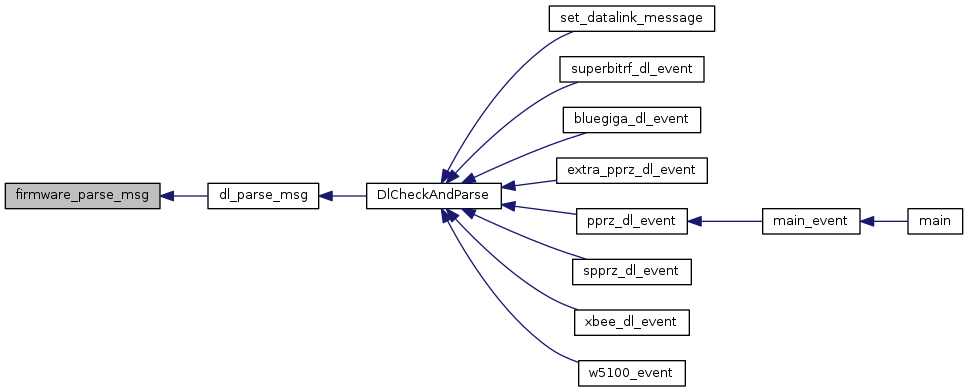 set_datalink_message
superbitrf_dl_event
bluegiga_dl_event
extra_pprz_dl_event
firmware_parse_msg
dl_parse_msg
DlCheckAndParse
pprz_dl_event
main_event
main
spprz_dl_event
xbee_dl_event
w5100_event